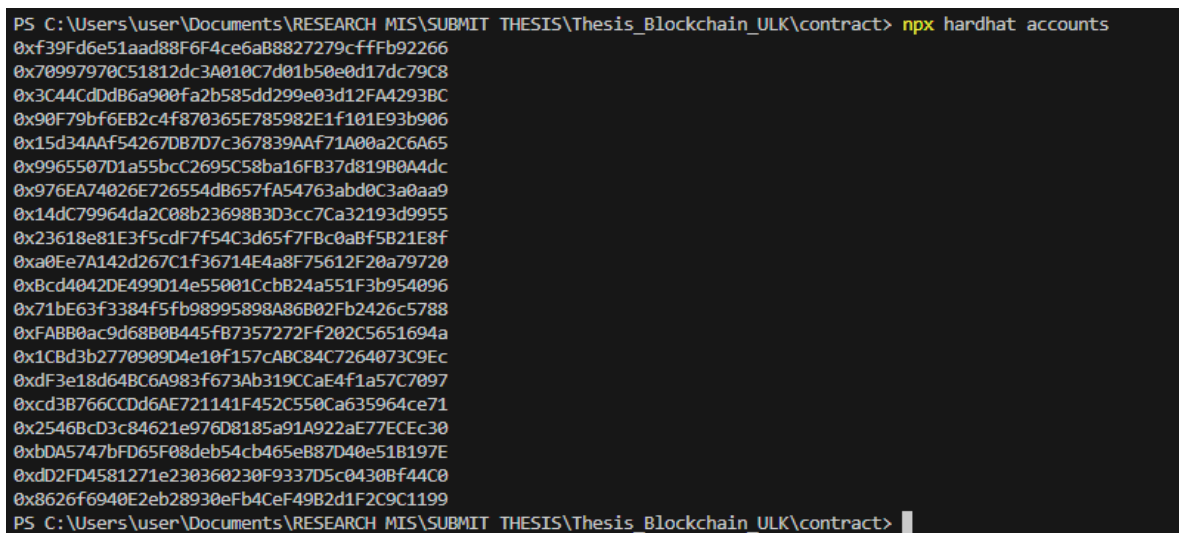 PS C:\Users\user\Documents\RESEARCH MIS\SUBMIT THESIS\Thesis_Blockchain_ULK\contract> npx hardhat accounts
0xf39Fd6e51aad88F6F4ce6aB8827279cffFb92266
0x70997970C51812dc3A010C7d01b50e0d17dc79C8
0x3C44CdDdB6a900fa2b585dd299e03d12FA4293BC
0x90F79bf6EB2c4f870365E785982E1f101E93b906
0x15d34AAf54267DB7D7c367839AAf71A00a2C6A65
0x9965507D1a55bcC2695C58ba16FB37d819B0A4dc
0x976EA74026E726554dB657fA54763abd0C3a0aa9
0x14dC79964da2C08b23698B3D3cc7Ca32193d9955
0x23618e81E3f5cdF7f54C3d65f7FBc0aBf5B21E8f
0xa0Ee7A142d267C1f36714E4a8F75612F20a79720
0xBcd4042DE499D14e55001CcbB24a551F3b954096
0x71bE63f3384f5fb98995898A86B02Fb2426c5788
0xFABB0ac9d68B0B445fB7357272Ff202C5651694a
0x1CBd3b2770909D4e10f157cABC84C7264073C9Ec
0xdF3e18d64BC6A983f673Ab319CCaE4f1a57C7097
0xcd3B766CCDd6AE721141F452C550Ca635964ce71
0x2546BcD3c84621e976D8185a91A922aE77ECEc30
0xbDA5747bFD65F08deb54cb465eB87D40e51B197E
0xdD2FD4581271e230360230F9337D5c0430Bf44C0
0x8626f6940E2eb28930eFb4CeF49B2d1F2C9C1199
PS C:\Users\user\Documents\RESEARCH MIS\SUBMIT THESIS\Thesis_Blockchain_ULK\contract>